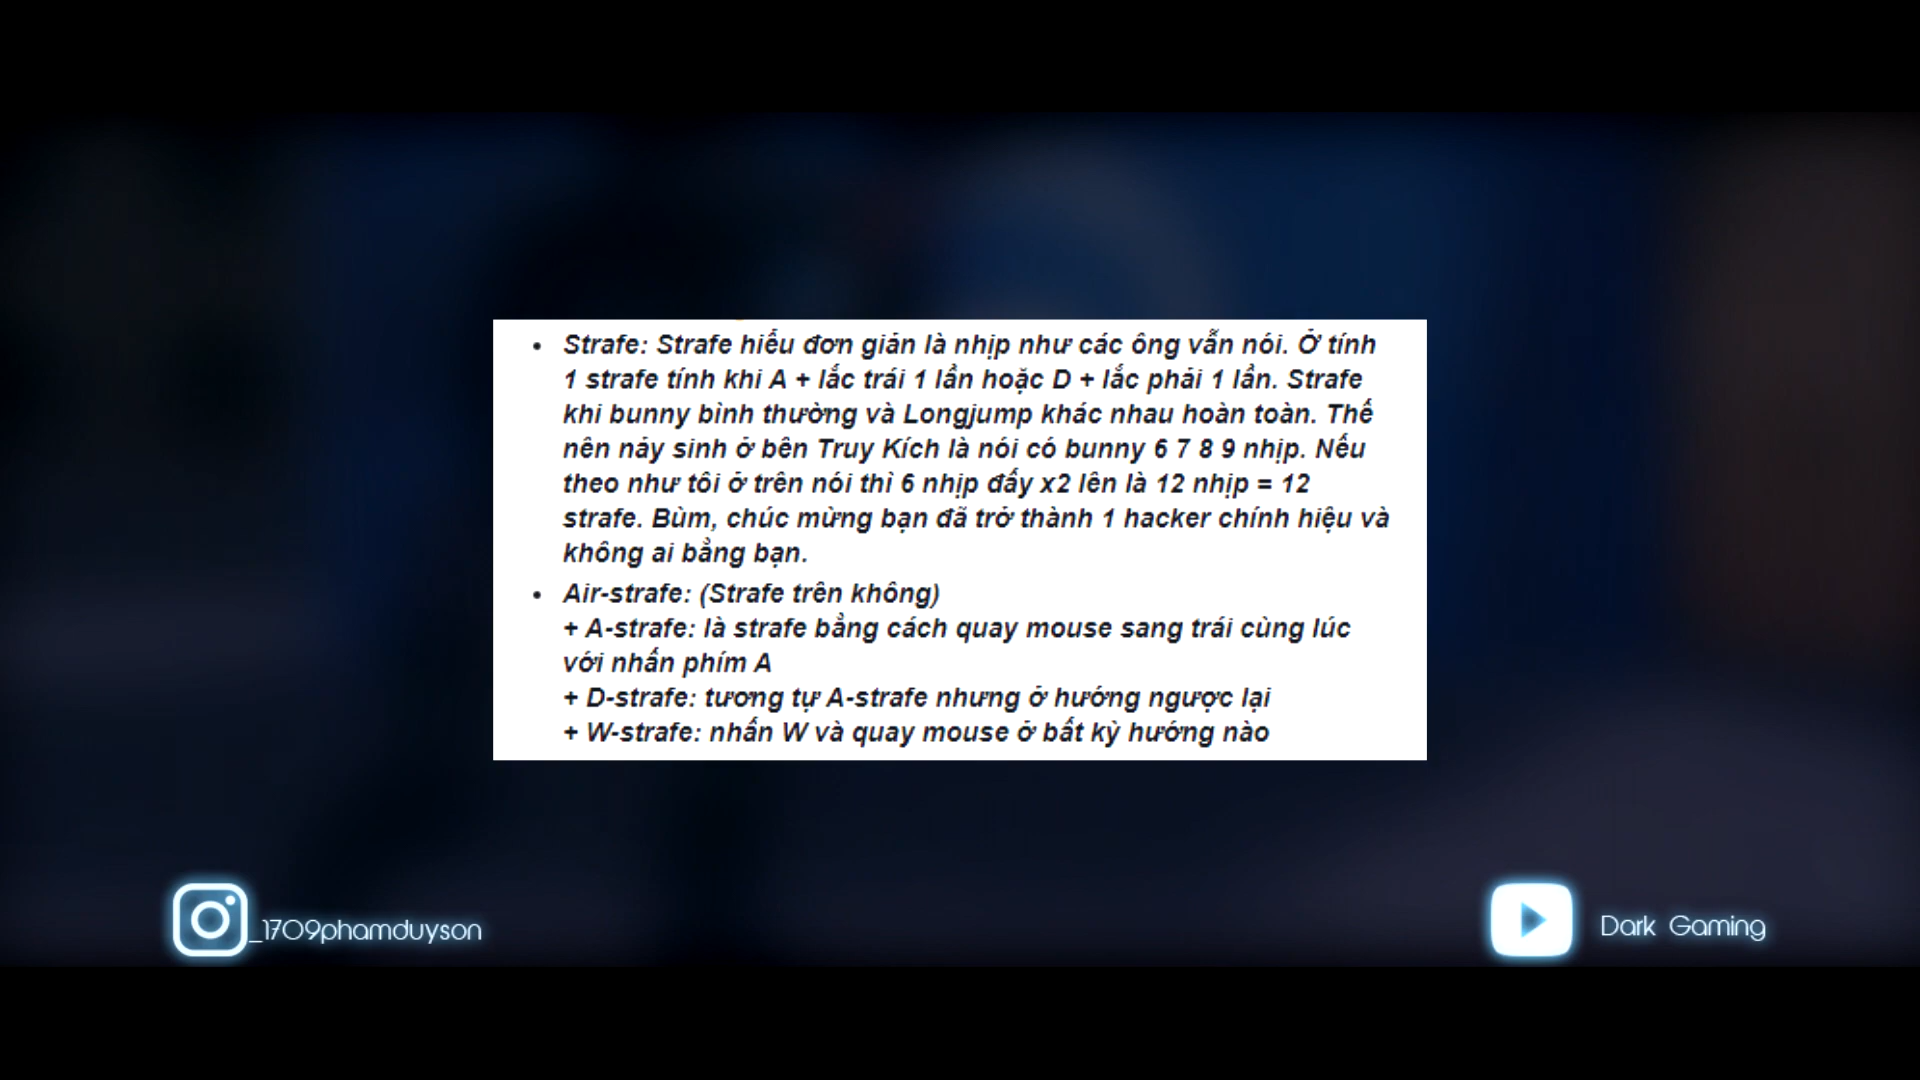 • Strafe: Strafe hiểu đơn giản là nhịp như các ông vẫn nói. Ở tính
1 strafe tính khi A + lắc trái 1 lần hoặc D + lắc phải 1 lần. Strafe
khi bunny bình thường và Longjump khác nhau hoàn toàn. Thế
nên nảy sinh ở bên Truy Kích là nói có bunny 6 7 8 9 nhịp. Nếu
theo như tôi ở trên nói thì 6 nhịp đấy x2 lên là 12 nhịp = 12
strafe. Bùm, chúc mừng bạn đã trở thành 1 hacker chính hiệu và
không ai bằng bạn.
• Air-strafe: (Strafe trên không)
+ A-strafe: là strafe bằng cách quay mouse sang trái cùng lúc
với nhấn phím A
+ D-strafe: tương tự A-strafe nhưng ở hướng ngược lại
+ W-strafe: nhấn W và quay mouse ở bất kỳ hướng nào
_1709phamduyson
Dark Gaming